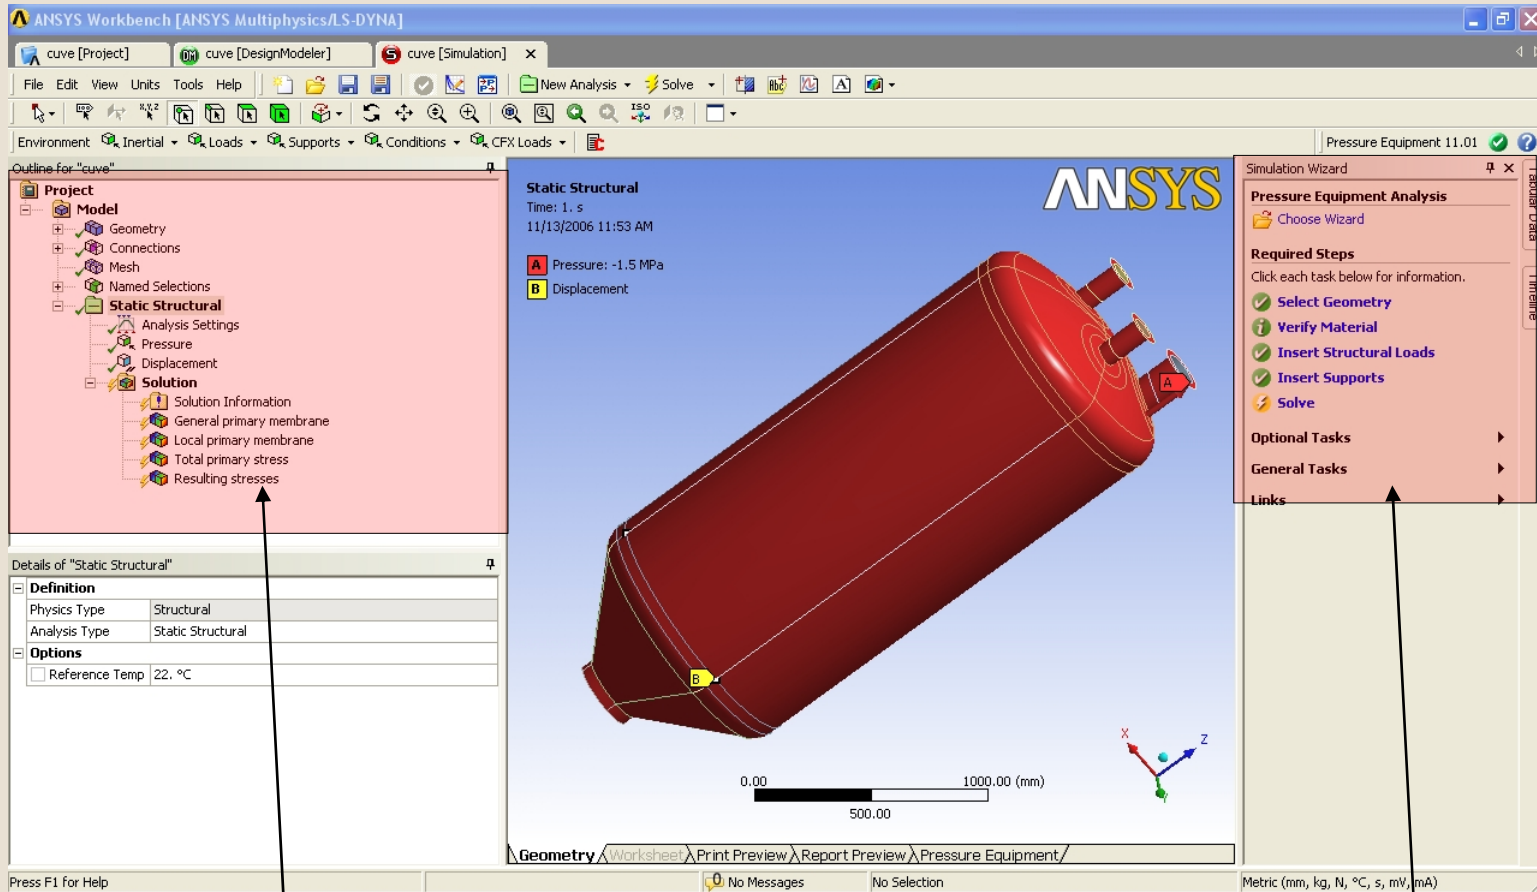 ANSYS Workbench [ANSYS Multiphysics/LS-DYNA]
cuve [Project]
DM
cuve [DesignModeler]
S
cuve [Simulation]
File Edit View Units Tools Help
New Analysis
Solve
Environment
Inertial
Loads
Supports
Conditions
CFX Loads
Pressure Equipment 11.01
Outline for "cuve"
Project
Model
Geometry
Connections
Mesh
Named Selections
Static Structural
Analysis Settings
Pressure
Displacement
Solution
Solution Information
General primary membrane
Local primary membrane
Total primary stress
Resulting stresses
Details of "Static Structural"
Definition
Physics Type Structural
Analysis Type Static Structural
Options
Reference Temp 22. °C
Static Structural
Time: 1. s
11/13/2006 11:53 AM
A Pressure: -1.5 MPa
B Displacement
ANSYS
A
B
X
Z
Y
0.00 1000.00 (mm)
500.00
Geometry Worksheet Print Preview Report Preview Pressure Equipment
Simulation Wizard
Pressure Equipment Analysis
Choose Wizard
Required Steps
Click each task below for information.
Select Geometry
Verify Material
Insert Structural Loads
Insert Supports
Solve
Optional Tasks
General Tasks
Links
Tabular Data
Timeline
Press F1 for Help
No Messages
No Selection
Metric (mm, kg, N, °C, s, mV, mA)